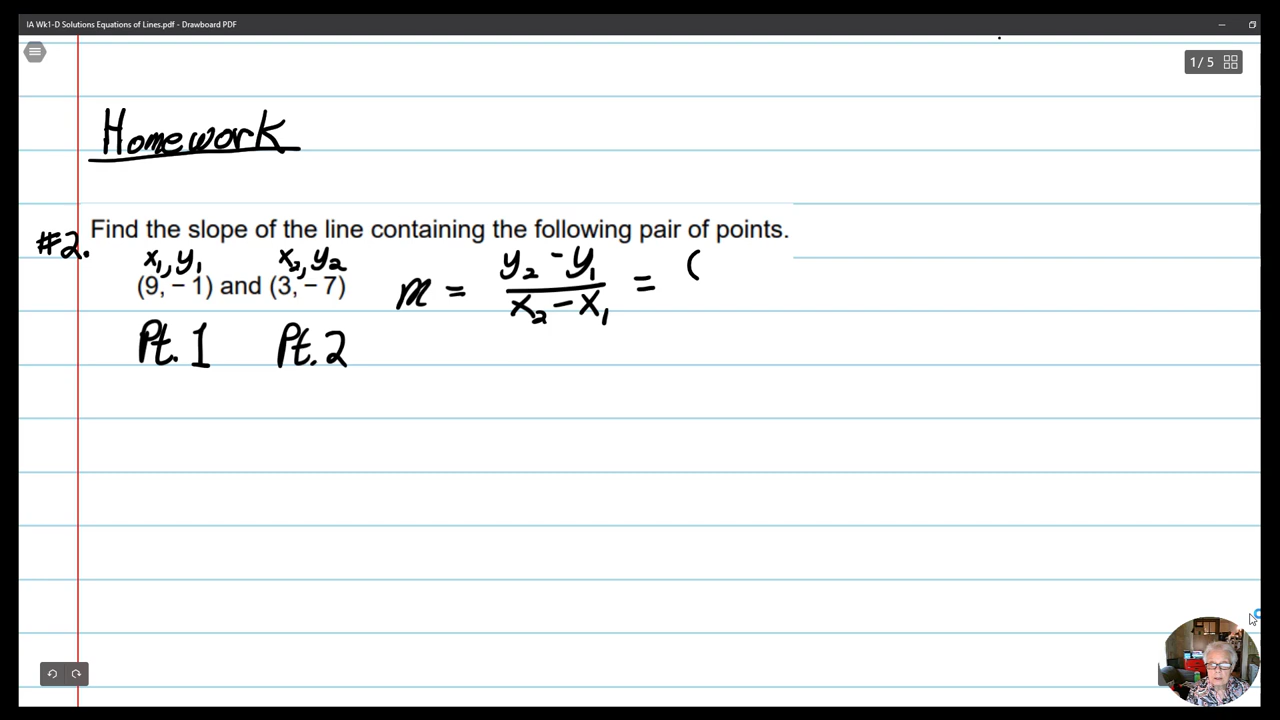 IA Wk1-D Solutions Equations of Lines.pdf - Drawboard PDF
1 / 5
Homework
#2. Find the slope of the line containing the following pair of points.
x₁, y₁ x₂, y₂
(9, − 1) and (3, − 7) m = y₂ - y₁ / x₂ - x₁ = (
Pt. 1 Pt. 2